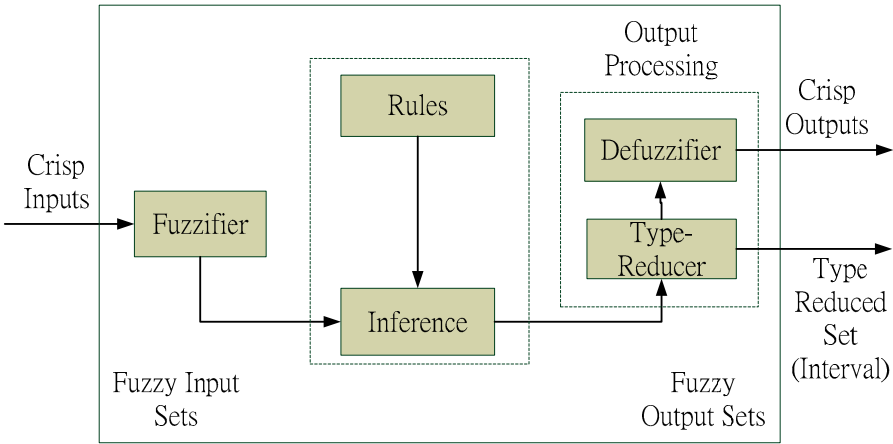 Output
Processing
Rules
Crisp
Outputs
Defuzzifier
Crisp
Inputs
Fuzzifier
Type-
Reducer
Type
Reduced
Set
(Interval)
Inference
Fuzzy Input
Sets
Fuzzy
Output Sets